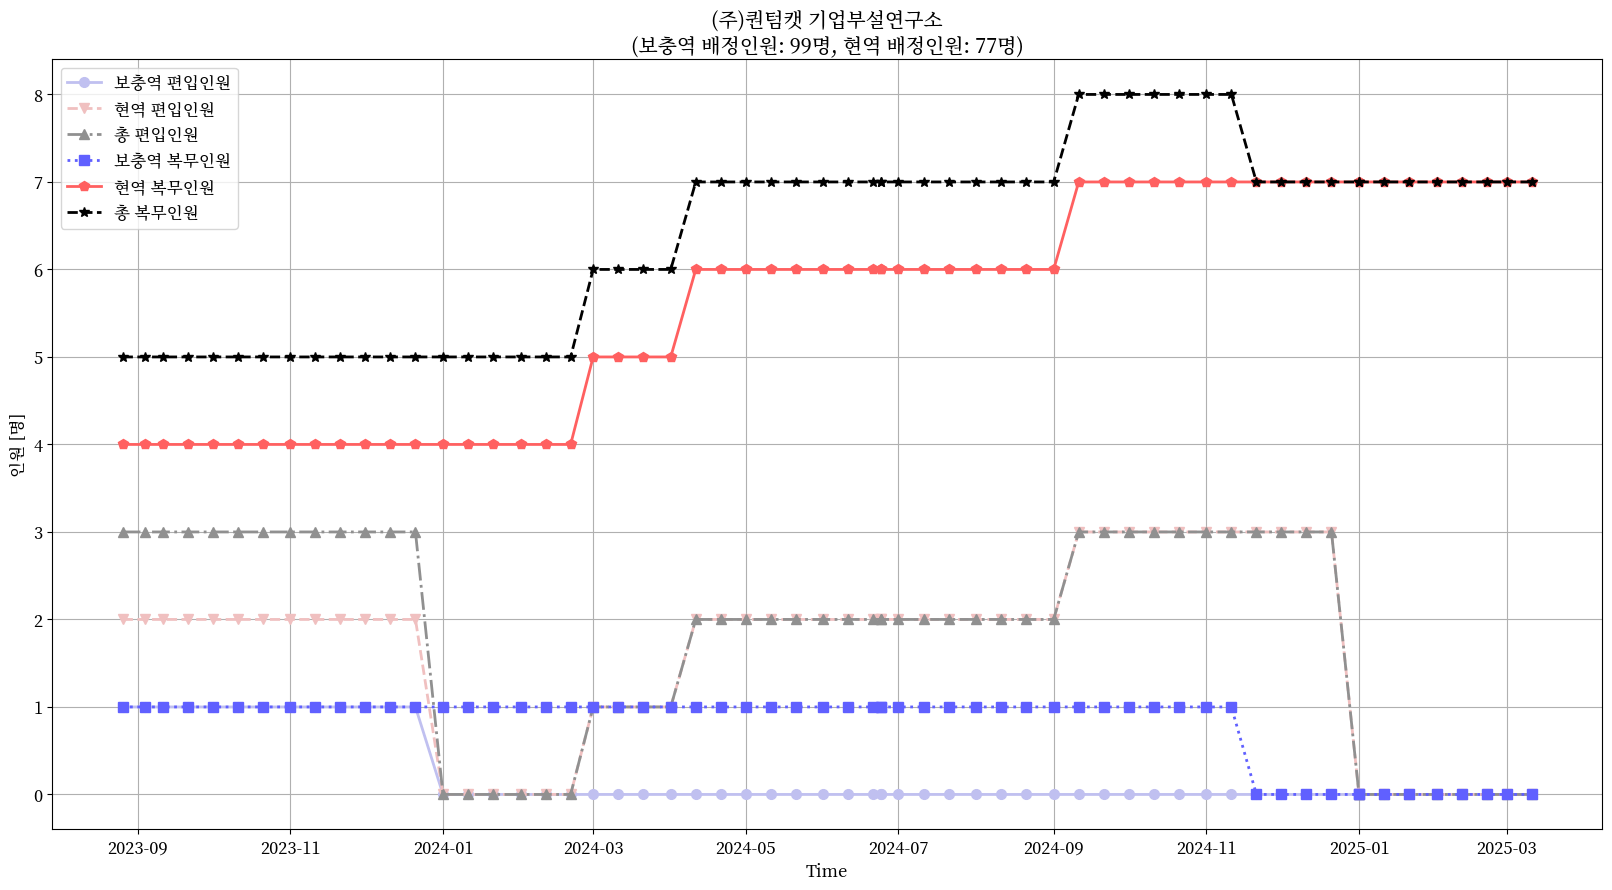 (주)퀀텀캣 기업부설연구소
(보충역 배정인원: 99명, 현역 배정인원: 77명)
보충역 편입인원
현역 편입인원
총 편입인원
보충역 복무인원
현역 복무인원
총 복무인원
인원 [명]
8
7
6
5
4
3
2
1
0
2023-09
2023-11
2024-01
2024-03
2024-05
2024-07
2024-09
2024-11
2025-01
2025-03
Time